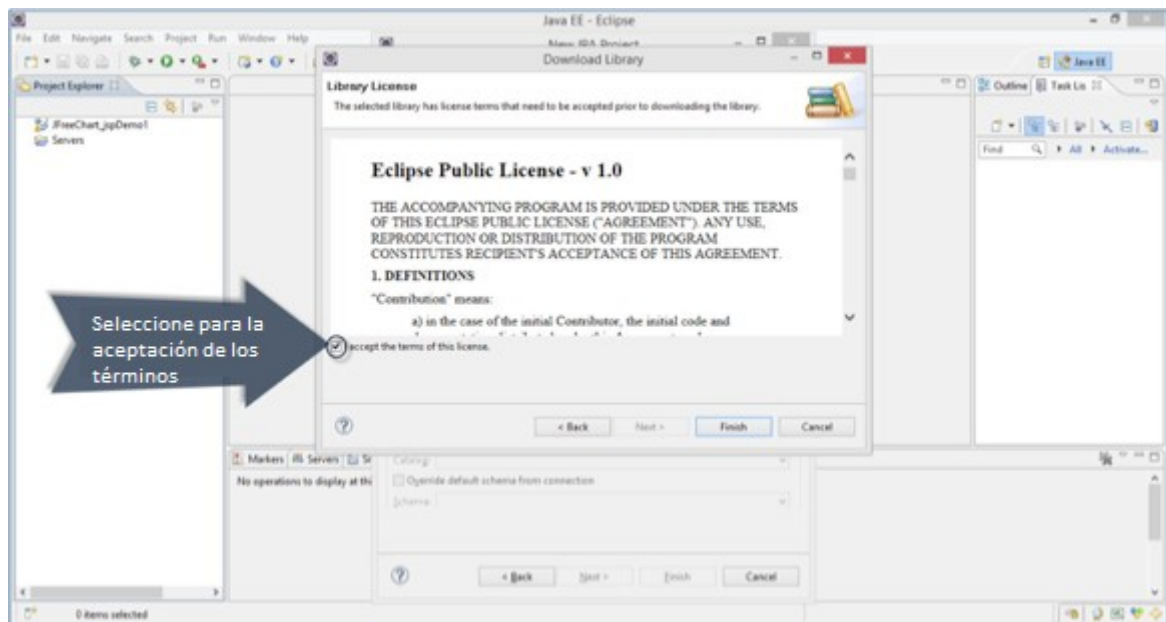 Java EE - Eclipse
File Edit Navigate Search Project Run Window Help
New JPA Project
Download Library
Java EE
Project Explorer
Library License
The selected library has license terms that need to be accepted prior to downloading the library.
Outline Task Lis
JFreeChart_jspDemo1
Servers
Find All Activate...
Eclipse Public License - v 1.0
THE ACCOMPANYING PROGRAM IS PROVIDED UNDER THE TERMS
OF THIS ECLIPSE PUBLIC LICENSE ("AGREEMENT"). ANY USE,
REPRODUCTION OR DISTRIBUTION OF THE PROGRAM
CONSTITUTES RECIPIENT'S ACCEPTANCE OF THIS AGREEMENT.
1. DEFINITIONS
"Contribution" means:
a) in the case of the initial Contributor, the initial code and
Seleccione para la
aceptación de los
términos
accept the terms of this license.
< Back Next > Finish Cancel
Markers Servers
Catalog:
No operations to display at thi
Override default schema from connection
Schema:
< Back Next > Finish Cancel
0 items selected